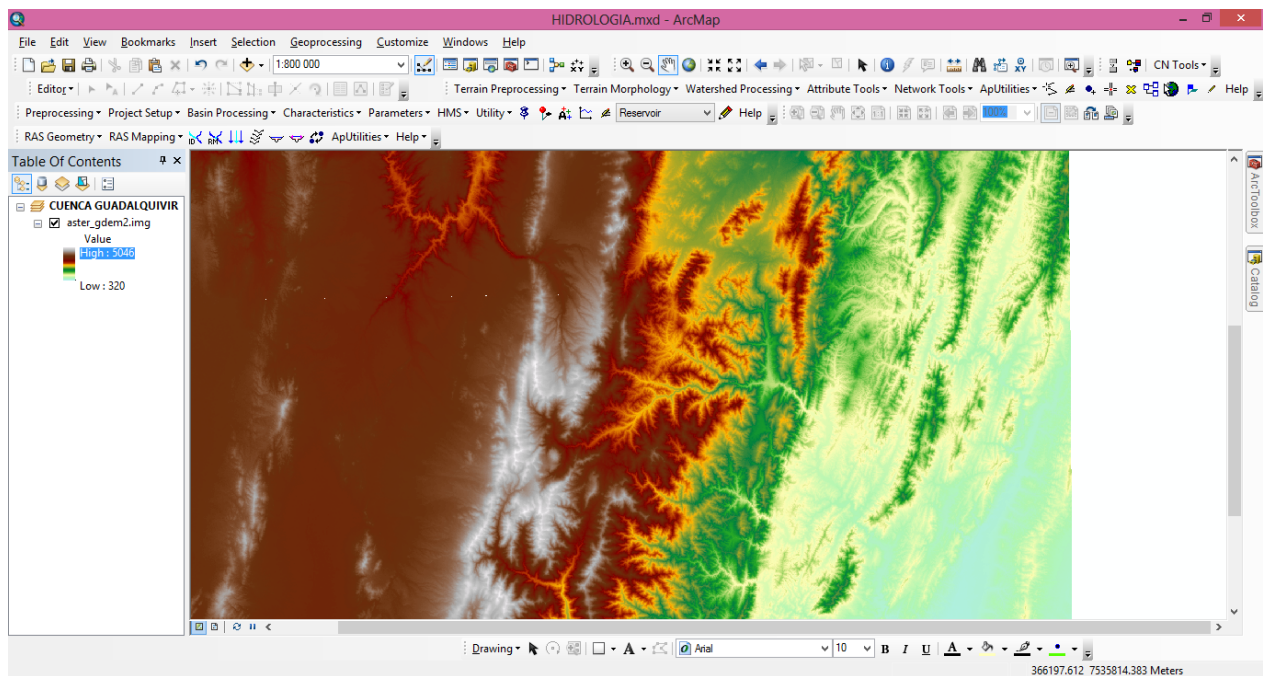 HIDROLOGIA.mxd - ArcMap
File Edit View Bookmarks Insert Selection Geoprocessing Customize Windows Help
1:800 000
CN Tools
Editor
Terrain Preprocessing Terrain Morphology Watershed Processing Attribute Tools Network Tools ApUtilities Help
Preprocessing Project Setup Basin Processing Characteristics Parameters HMS Utility Reservoir Help 100%
RAS Geometry RAS Mapping ApUtilities Help
Table Of Contents
CUENCA GUADALQUIVIR
aster_gdem2.img
Value
High : 5046
Low : 320
ArcToolbox
Catalog
Drawing A Arial 10 B I U A
366197.612 7535814.383 Meters